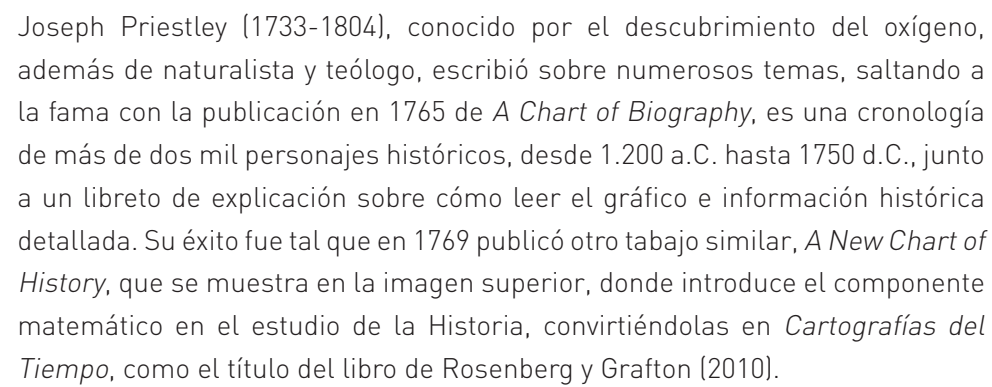 Joseph Priestley (1733-1804), conocido por el descubrimiento del oxígeno,
además de naturalista y teólogo, escribió sobre numerosos temas, saltando a
la fama con la publicación en 1765 de A Chart of Biography, es una cronología
de más de dos mil personajes históricos, desde 1.200 a.C. hasta 1750 d.C., junto
a un libreto de explicación sobre cómo leer el gráfico e información histórica
detallada. Su éxito fue tal que en 1769 publicó otro tabajo similar, A New Chart of
History, que se muestra en la imagen superior, donde introduce el componente
matemático en el estudio de la Historia, convirtiéndolas en Cartografías del
Tiempo, como el título del libro de Rosenberg y Grafton (2010).